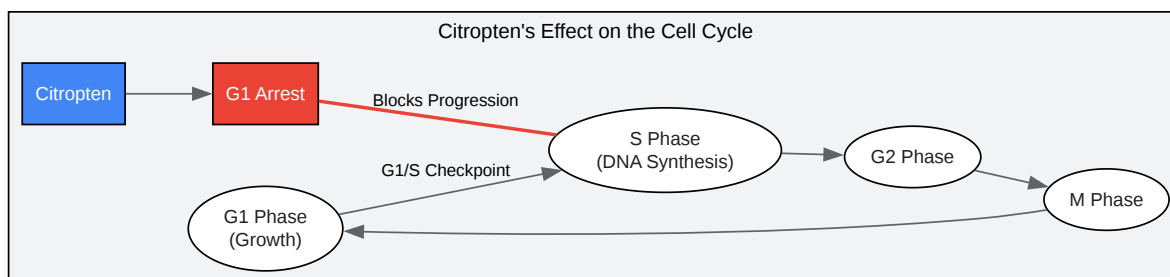 Citropten's Effect on the Cell Cycle
Citropten
G1 Arrest
Blocks Progression
S Phase
(DNA Synthesis)
G2 Phase
G1/S Checkpoint
M Phase
G1 Phase
(Growth)